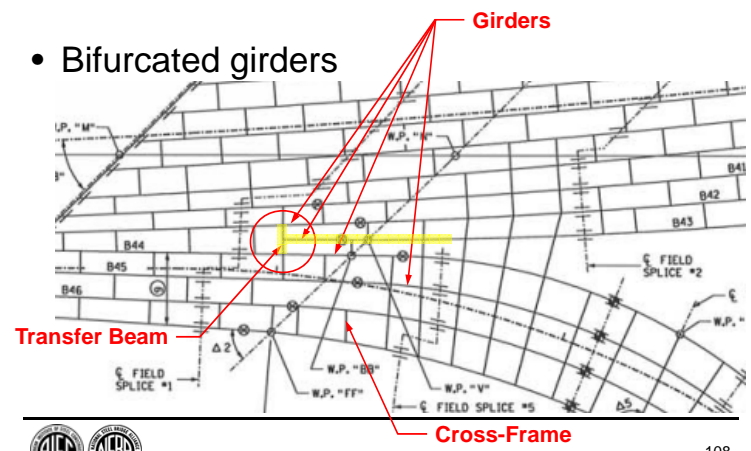 Girders
• Bifurcated girders
W.P. "M"
W.P. "N"
B41
B42
B43
B44
B45
B46
6
℄ FIELD
SPLICE #2
℄
Transfer Beam
Δ2
W.P. "
W.P. "BB"
℄ FIELD
SPLICE #1
W.P. "FF"
W.P. "V"
℄ FIELD SPLICE #5
Δ5
Cross-Frame
108